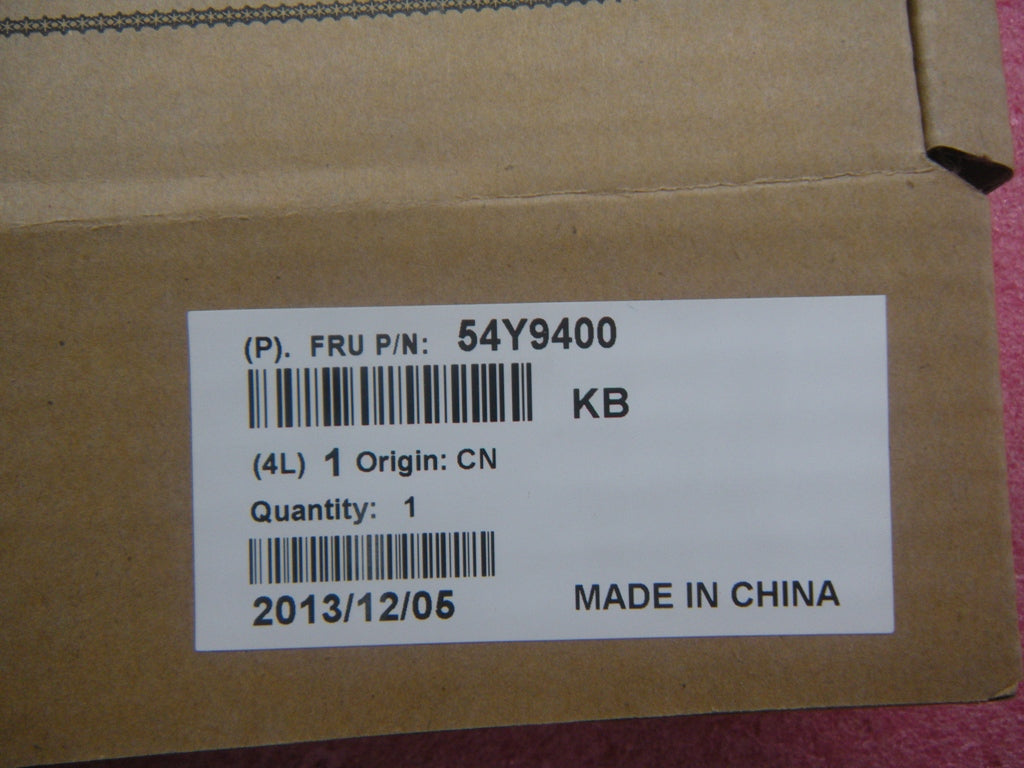 (P). FRU P/N: 54Y9400
KB
(4L) 1 Origin: CN
Quantity: 1
2013/12/05
MADE IN CHINA